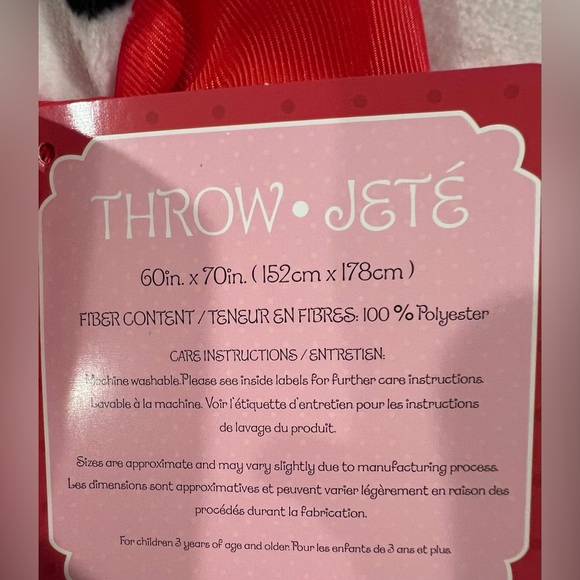 THROW • JETÉ
60in. x 70in. ( 152cm x 178cm )
FIBER CONTENT / TENEUR EN FIBRES: 100 % Polyester
CARE INSTRUCTIONS / ENTRETIEN:
Machine washable.Please see inside labels for further care instructions.
Lavable à la machine. Voir l'étiquette d'entretien pour les instructions
de lavage du produit.
Sizes are approximate and may vary slightly due to manufacturing process.
Les dimensions sont approximatives et peuvent varier légèrement en raison des
procédés durant la fabrication.
For children 3 years of age and older. Pour les enfants de 3 ans et plus.